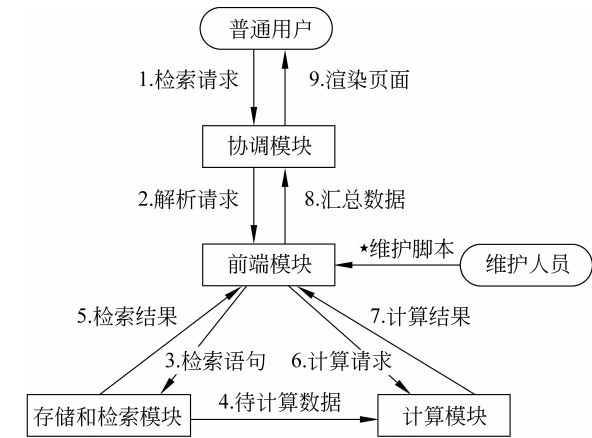 普通用户
1.检索请求
9.渲染页面
协调模块
2.解析请求
8.汇总数据
★维护脚本
前端模块
维护人员
5.检索结果
7.计算结果
3.检索语句
6.计算请求
4.待计算数据
存储和检索模块
计算模块